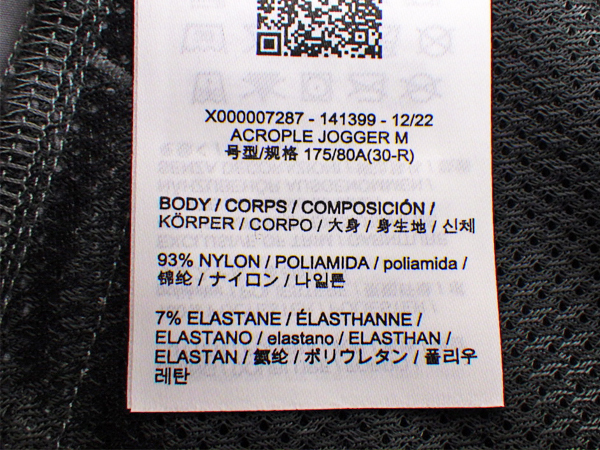 X000007287 - 141399 - 12/22
ACROPLE JOGGER M
号型/规格 175/80A(30-R)
BODY / CORPS / COMPOSICIÓN /
KÖRPER / CORPO / 大身 / 身生地 / 신체
93% NYLON / POLIAMIDA / poliamida /
锦纶 / ナイロン / 나일론
7% ELASTANE / ÉLASTHANNE /
ELASTANO / elastano / ELASTHAN /
ELASTAN / 氨纶 / ポリウレタン / 폴리우
레탄